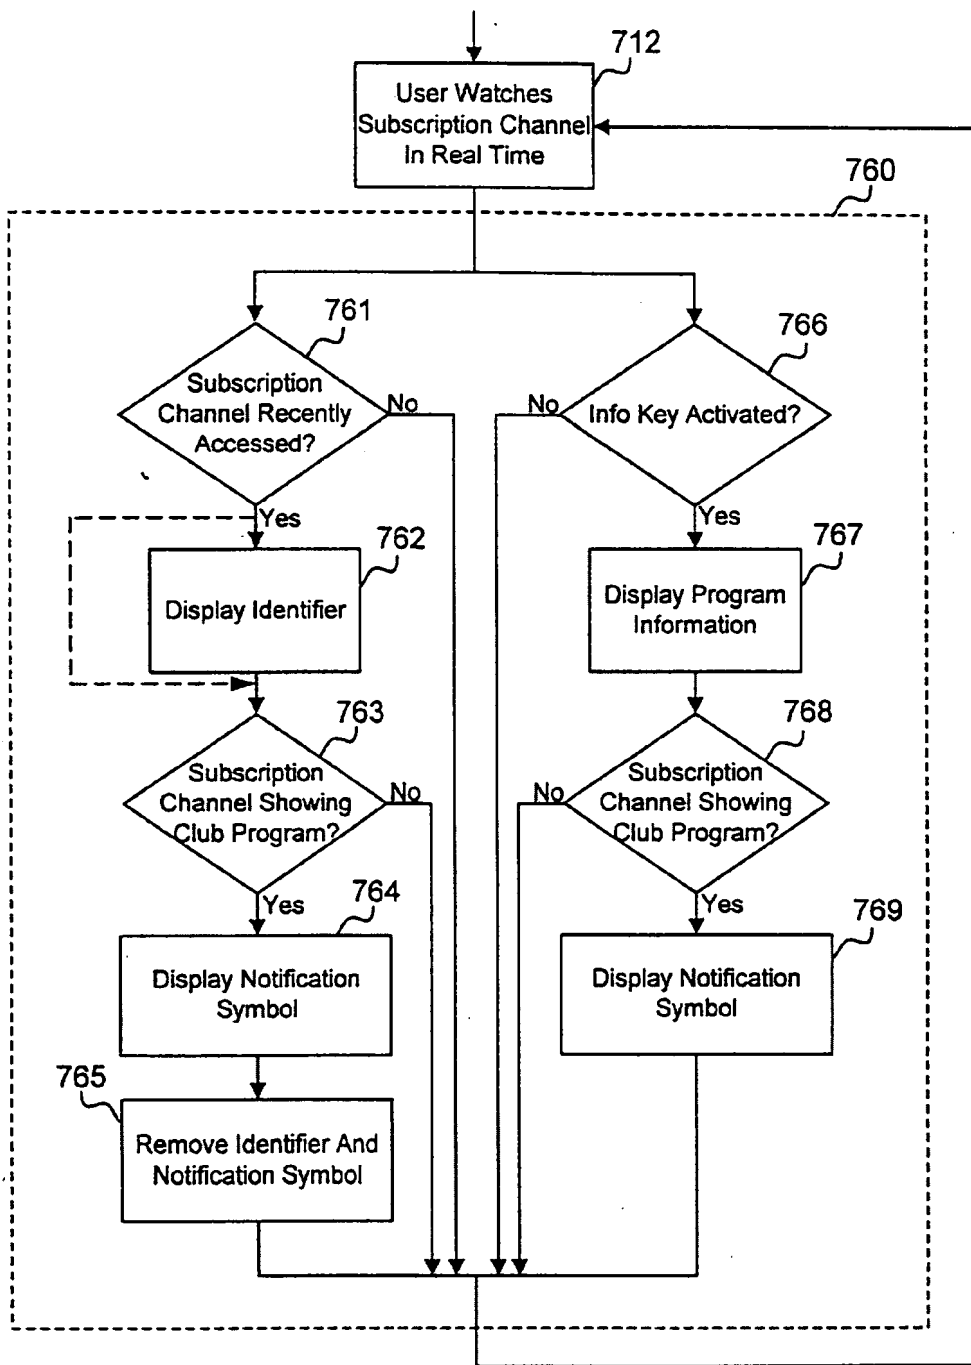 712
User Watches
Subscription Channel
In Real Time
760
761
Subscription
Channel Recently
Accessed?
No
Yes
766
Info Key Activated?
No
Yes
762
Display Identifier
767
Display Program
Information
763
Subscription
Channel Showing
Club Program?
No
Yes
768
Subscription
Channel Showing
Club Program?
No
Yes
764
Display Notification
Symbol
769
Display Notification
Symbol
765
Remove Identifier And
Notification Symbol